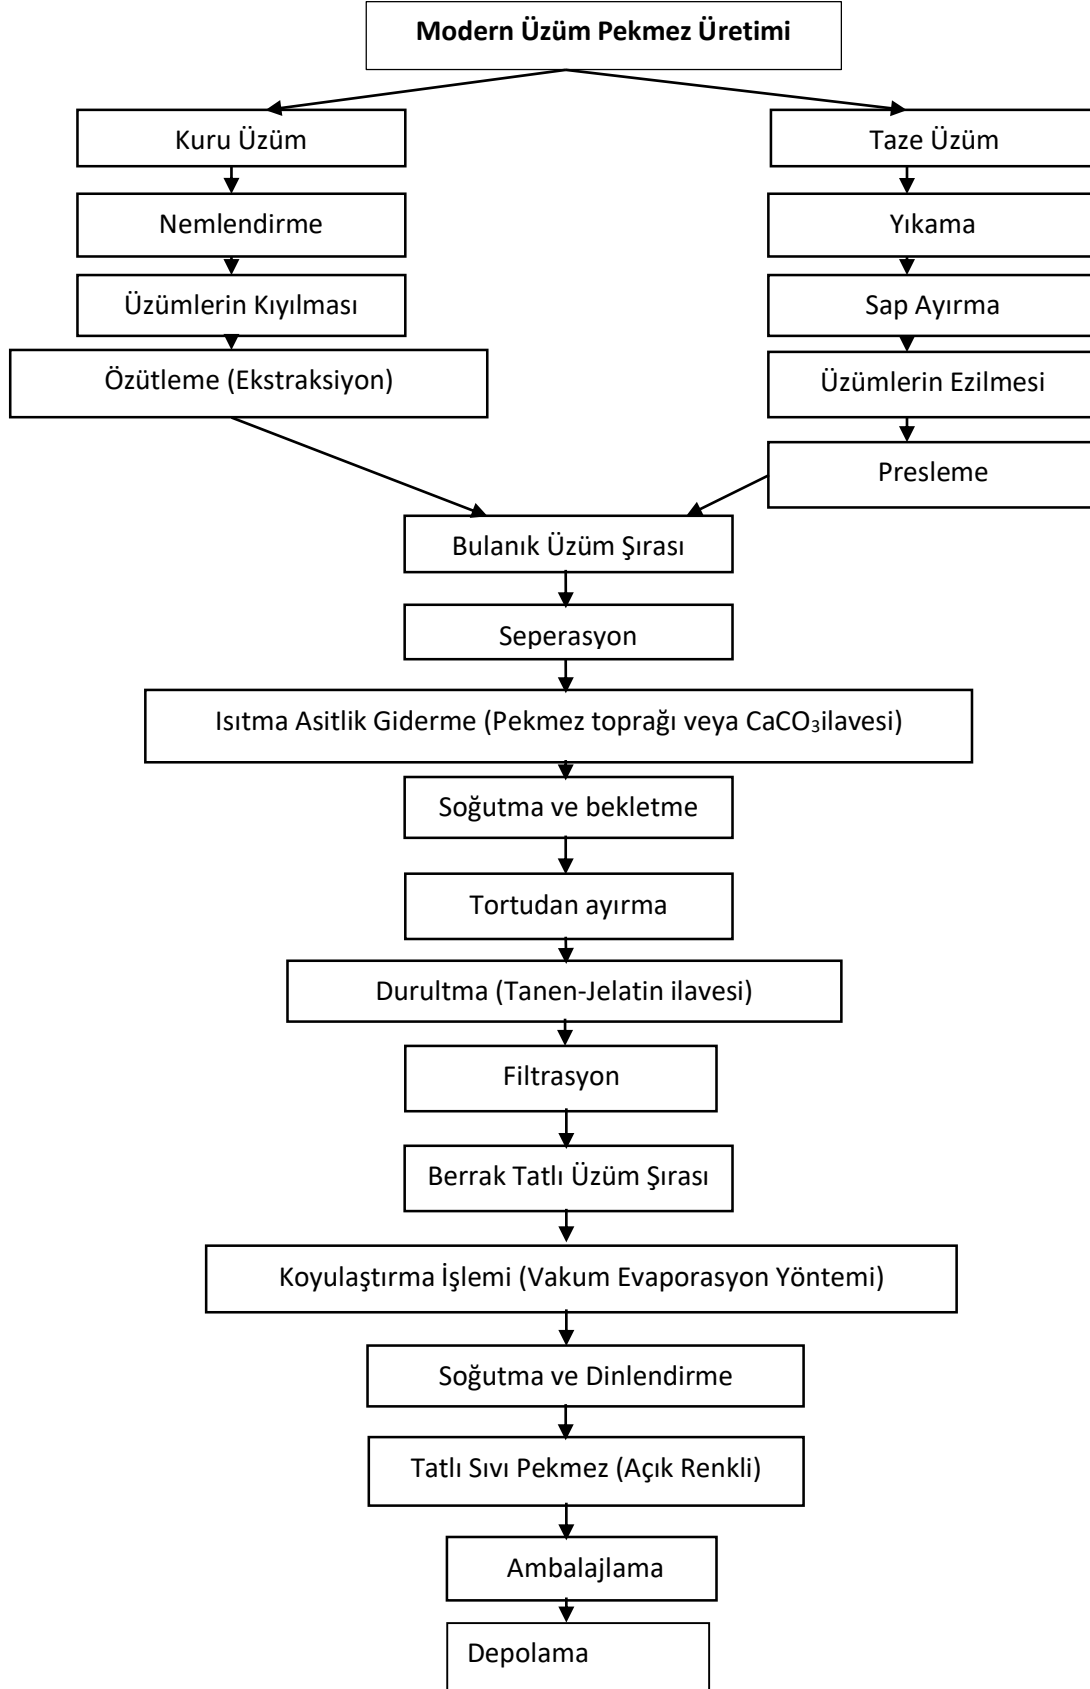 Modern Üzüm Pekmez Üretimi
Kuru Üzüm
Taze Üzüm
Nemlendirme
Yıkama
Üzümlerin Kıyılması
Sap Ayırma
Özütleme (Ekstraksiyon)
Üzümlerin Ezilmesi
Presleme
Bulanık Üzüm Şırası
Seperasyon
Isıtma Asitlik Giderme (Pekmez toprağı veya CaCO₃ilavesi)
Soğutma ve bekletme
Tortudan ayırma
Durultma (Tanen-Jelatin ilavesi)
Filtrasyon
Berrak Tatlı Üzüm Şırası
Koyulaştırma İşlemi (Vakum Evaporasyon Yöntemi)
Soğutma ve Dinlendirme
Tatlı Sıvı Pekmez (Açık Renkli)
Ambalajlama
Depolama